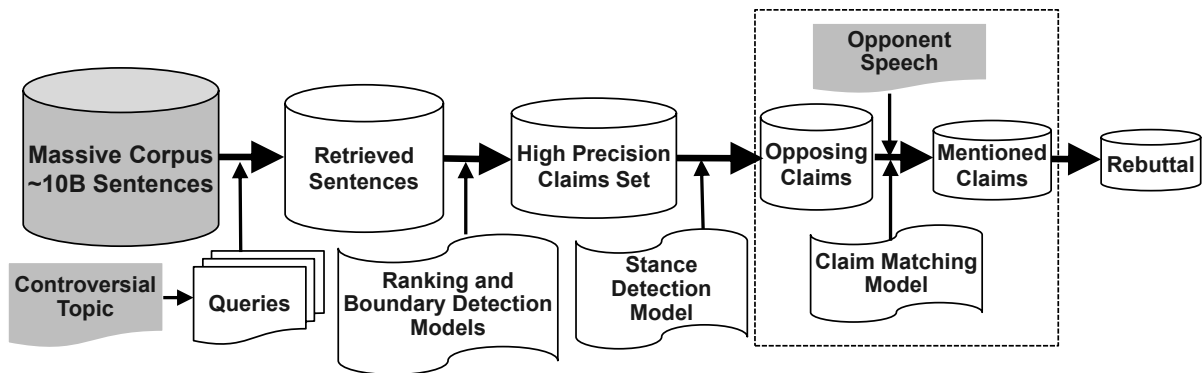 Opponent
Speech
Massive Corpus
~10B Sentences
Retrieved
Sentences
High Precision
Claims Set
Opposing
Claims
Mentioned
Claims
Rebuttal
Controversial
Topic
Queries
Ranking and
Boundary Detection
Models
Stance
Detection
Model
Claim Matching
Model